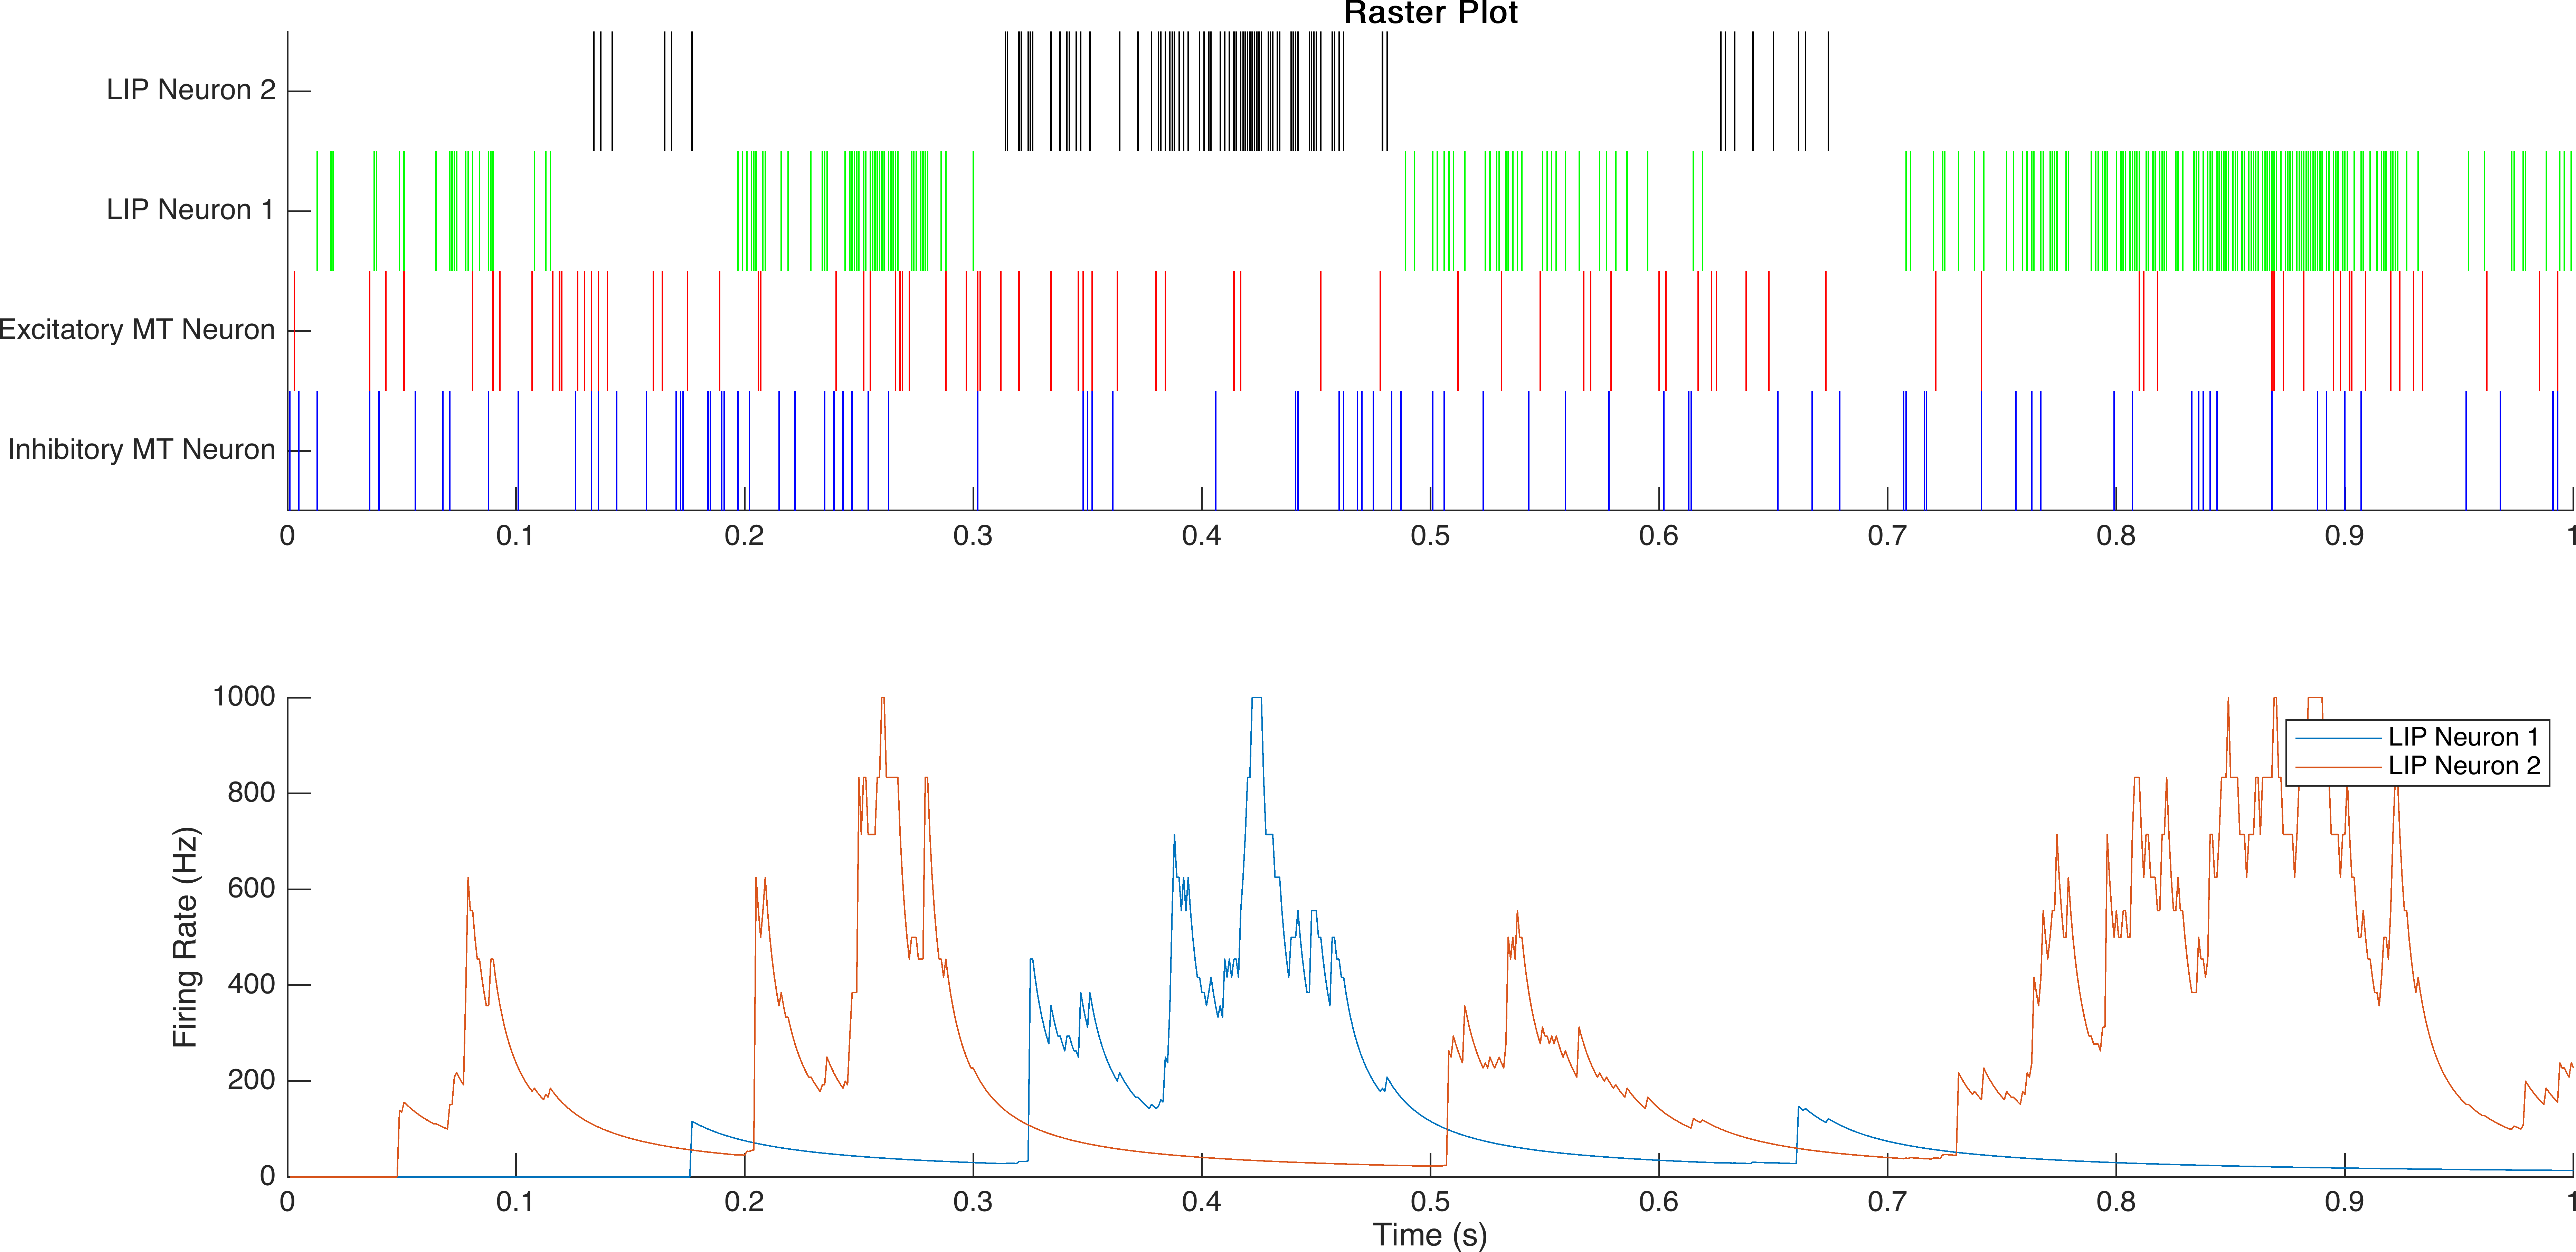 Raster Plot
LIP Neuron 2
LIP Neuron 1
Excitatory MT Neuron
Inhibitory MT Neuron
0 0.1 0.2 0.3 0.4 0.5 0.6 0.7 0.8 0.9 1
1000
800
600
400
200
0
Firing Rate (Hz)
LIP Neuron 1
LIP Neuron 2
0 0.1 0.2 0.3 0.4 0.5 0.6 0.7 0.8 0.9 1
Time (s)